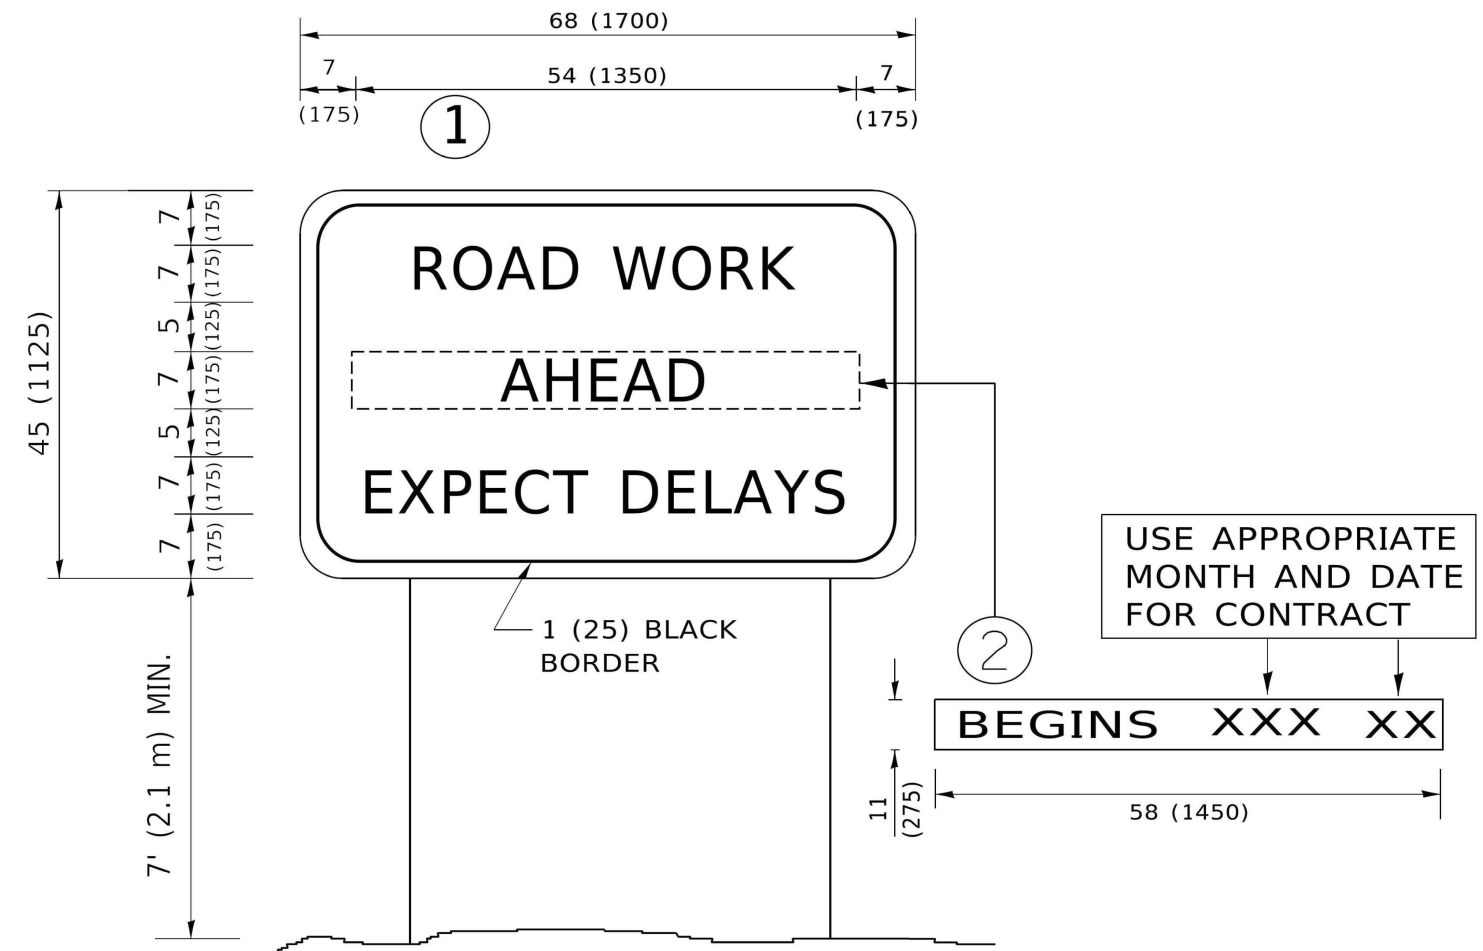 68 (1700)
7
54 (1350)
7
(175)
(175)
1
7
(175)
7
(175)
5
(125)
7
(175)
5
(125)
7
(175)
7
(175)
45 (1125)
ROAD WORK
AHEAD
EXPECT DELAYS
1 (25) BLACK
BORDER
7' (2.1 m) MIN.
USE APPROPRIATE
MONTH AND DATE
FOR CONTRACT
2
BEGINS XXX XX
11
(275)
58 (1450)